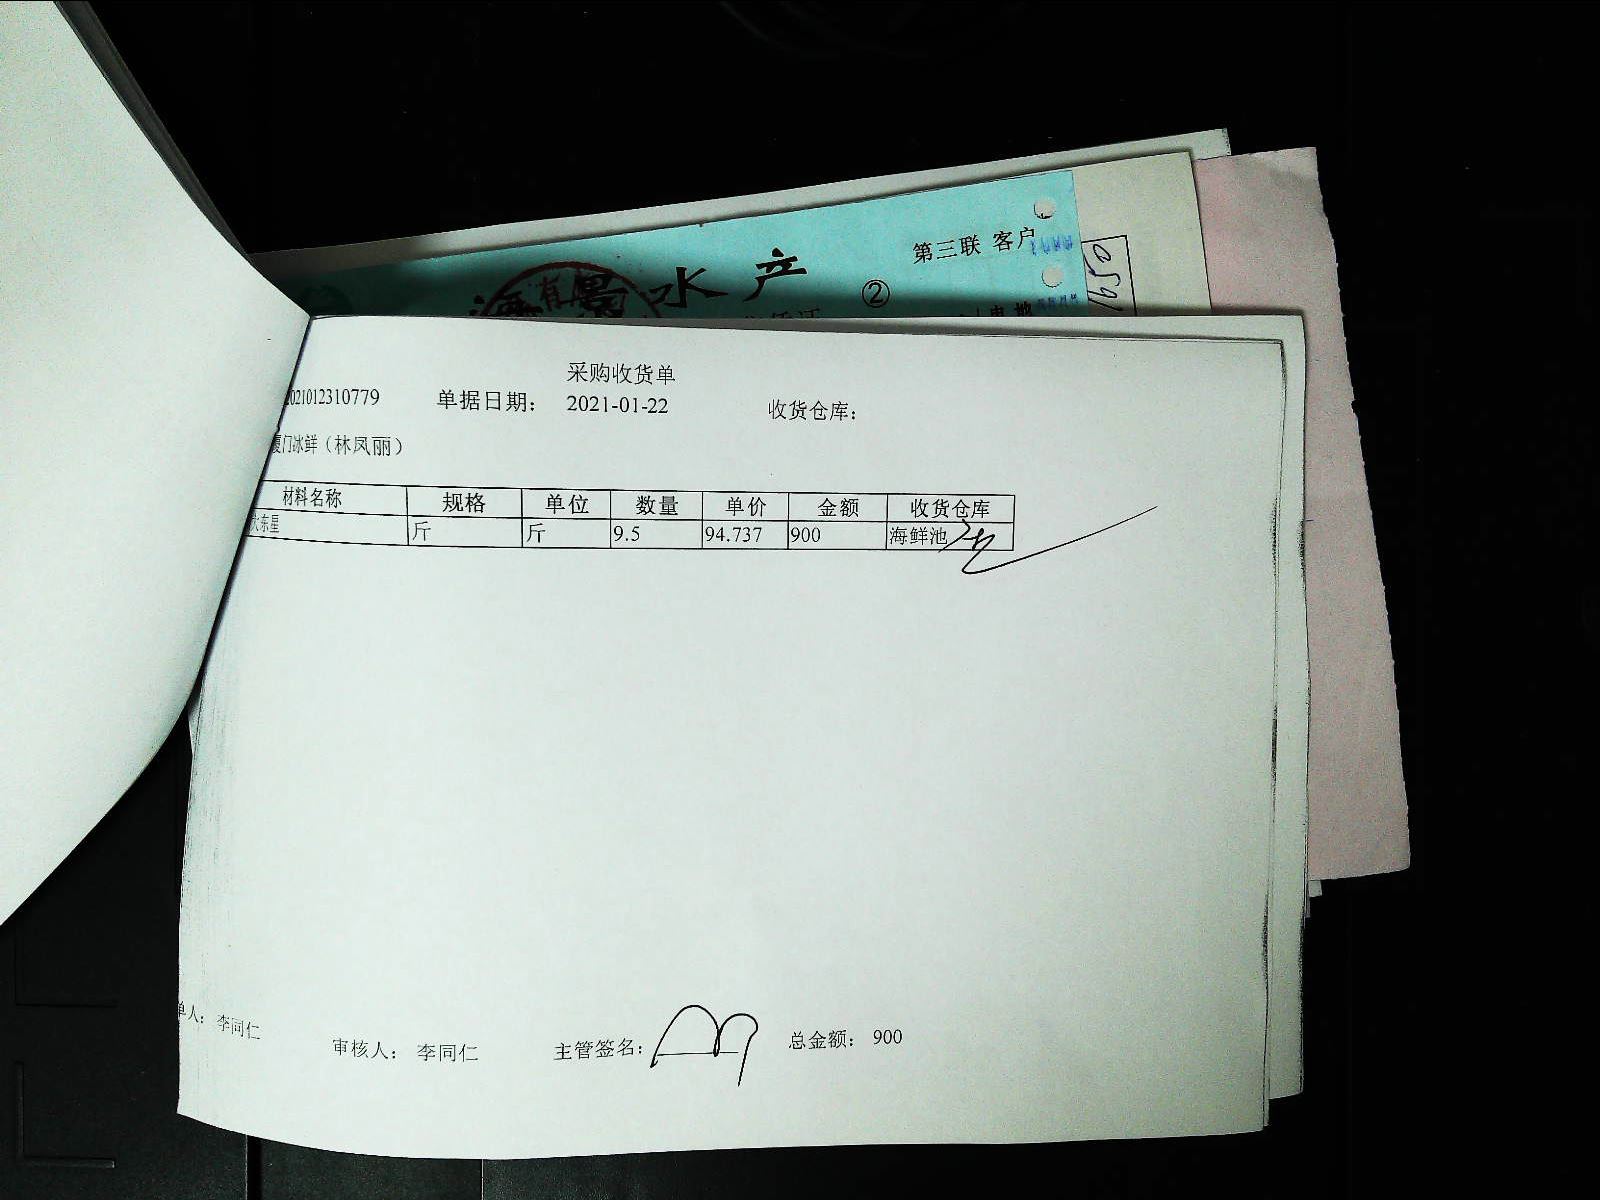 第三联 客户
水产
②
059
采购收货单
2021012310779 单据日期： 2021-01-22 收货仓库：
厦门冰鲜（林凤丽）
材料名称 规格 单位 数量 单价 金额 收货仓库
大东星 斤 斤 9.5 94.737 900 海鲜池
单人： 李同仁 审核人： 李同仁 主管签名： 总金额： 900